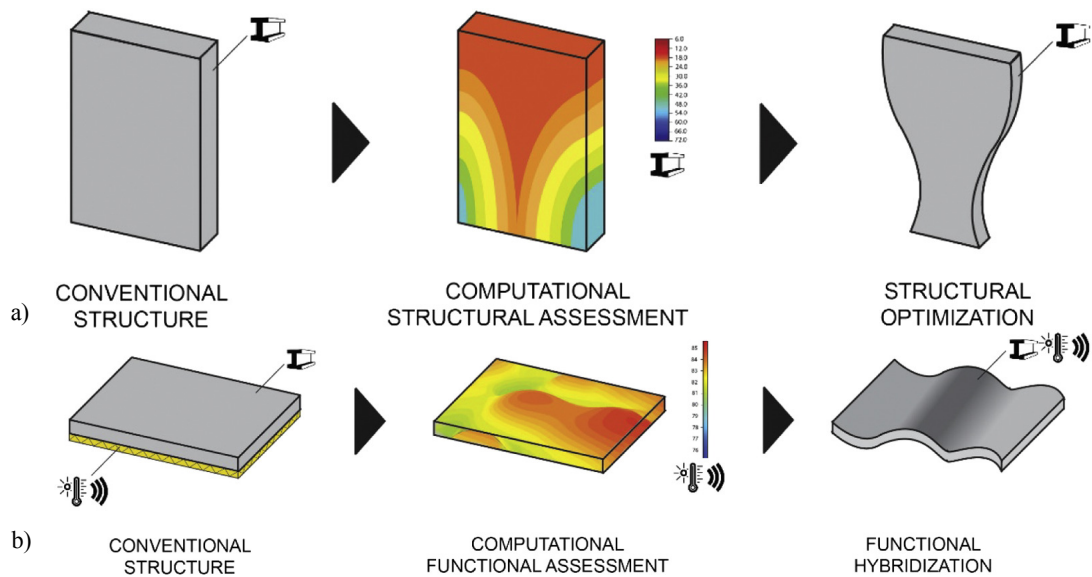 6.0
12.0
18.0
24.0
30.0
36.0
42.0
48.0
54.0
60.0
66.0
72.0
a)
CONVENTIONAL
STRUCTURE
COMPUTATIONAL
STRUCTURAL ASSESSMENT
STRUCTURAL
OPTIMIZATION
85
84
83
82
81
80
79
78
76
b)
CONVENTIONAL
STRUCTURE
COMPUTATIONAL
FUNCTIONAL ASSESSMENT
FUNCTIONAL
HYBRIDIZATION